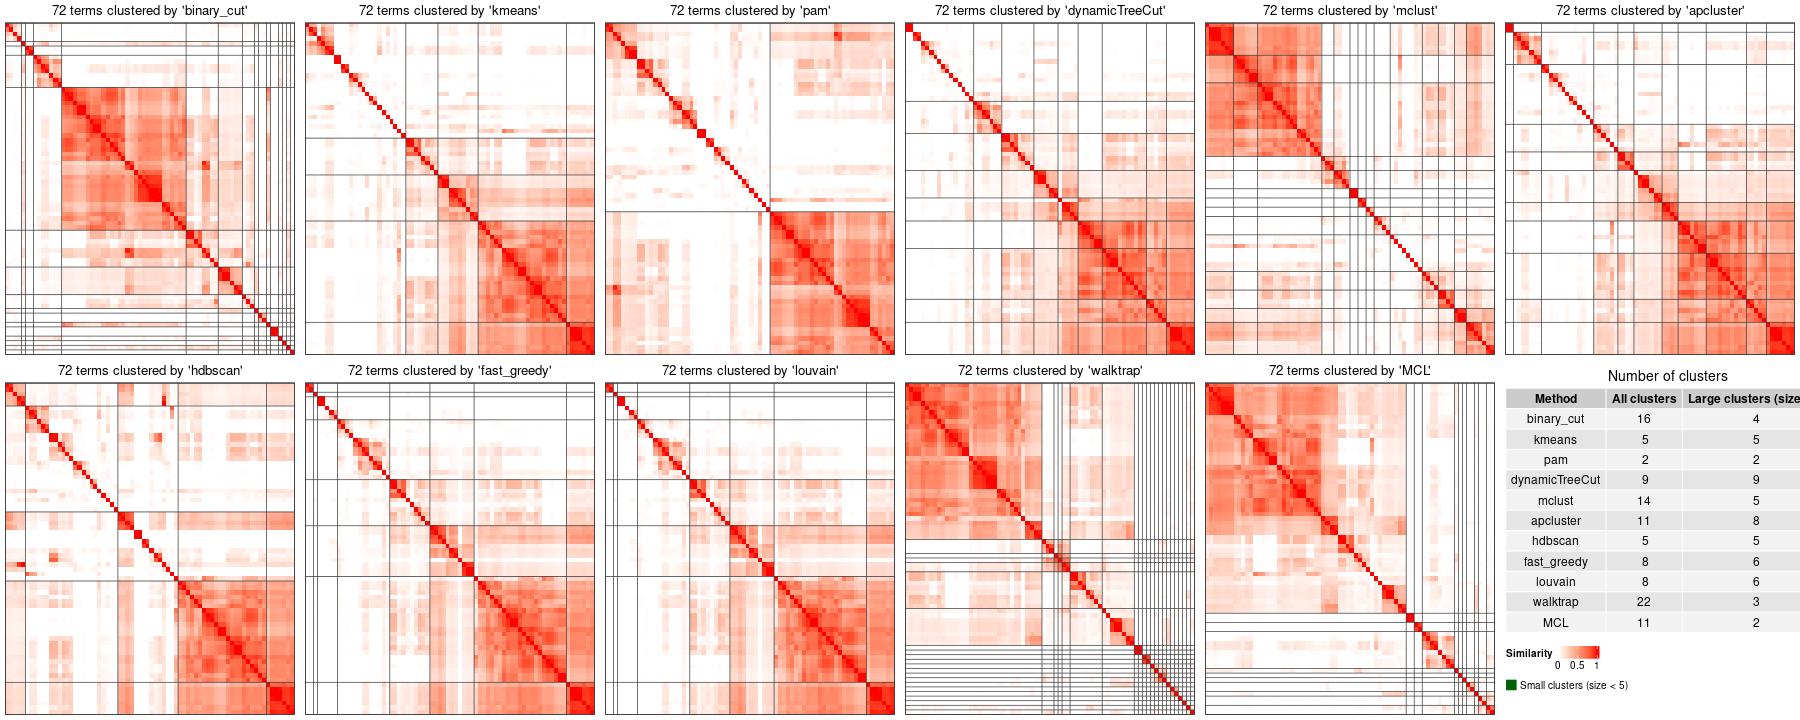 72 terms clustered by 'binary_cut'
72 terms clustered by 'kmeans'
72 terms clustered by 'pam'
72 terms clustered by 'dynamicTreeCut'
72 terms clustered by 'mclust'
72 terms clustered by 'apcluster'
72 terms clustered by 'hdbscan'
72 terms clustered by 'fast_greedy'
72 terms clustered by 'louvain'
72 terms clustered by 'walktrap'
72 terms clustered by 'MCL'
Number of clusters
Method All clusters Large clusters (size
binary_cut 16 4
kmeans 5 5
pam 2 2
dynamicTreeCut 9 9
mclust 14 5
apcluster 11 8
hdbscan 5 5
fast_greedy 8 6
louvain 8 6
walktrap 22 3
MCL 11 2
Similarity
0 0.5 1
Small clusters (size < 5)